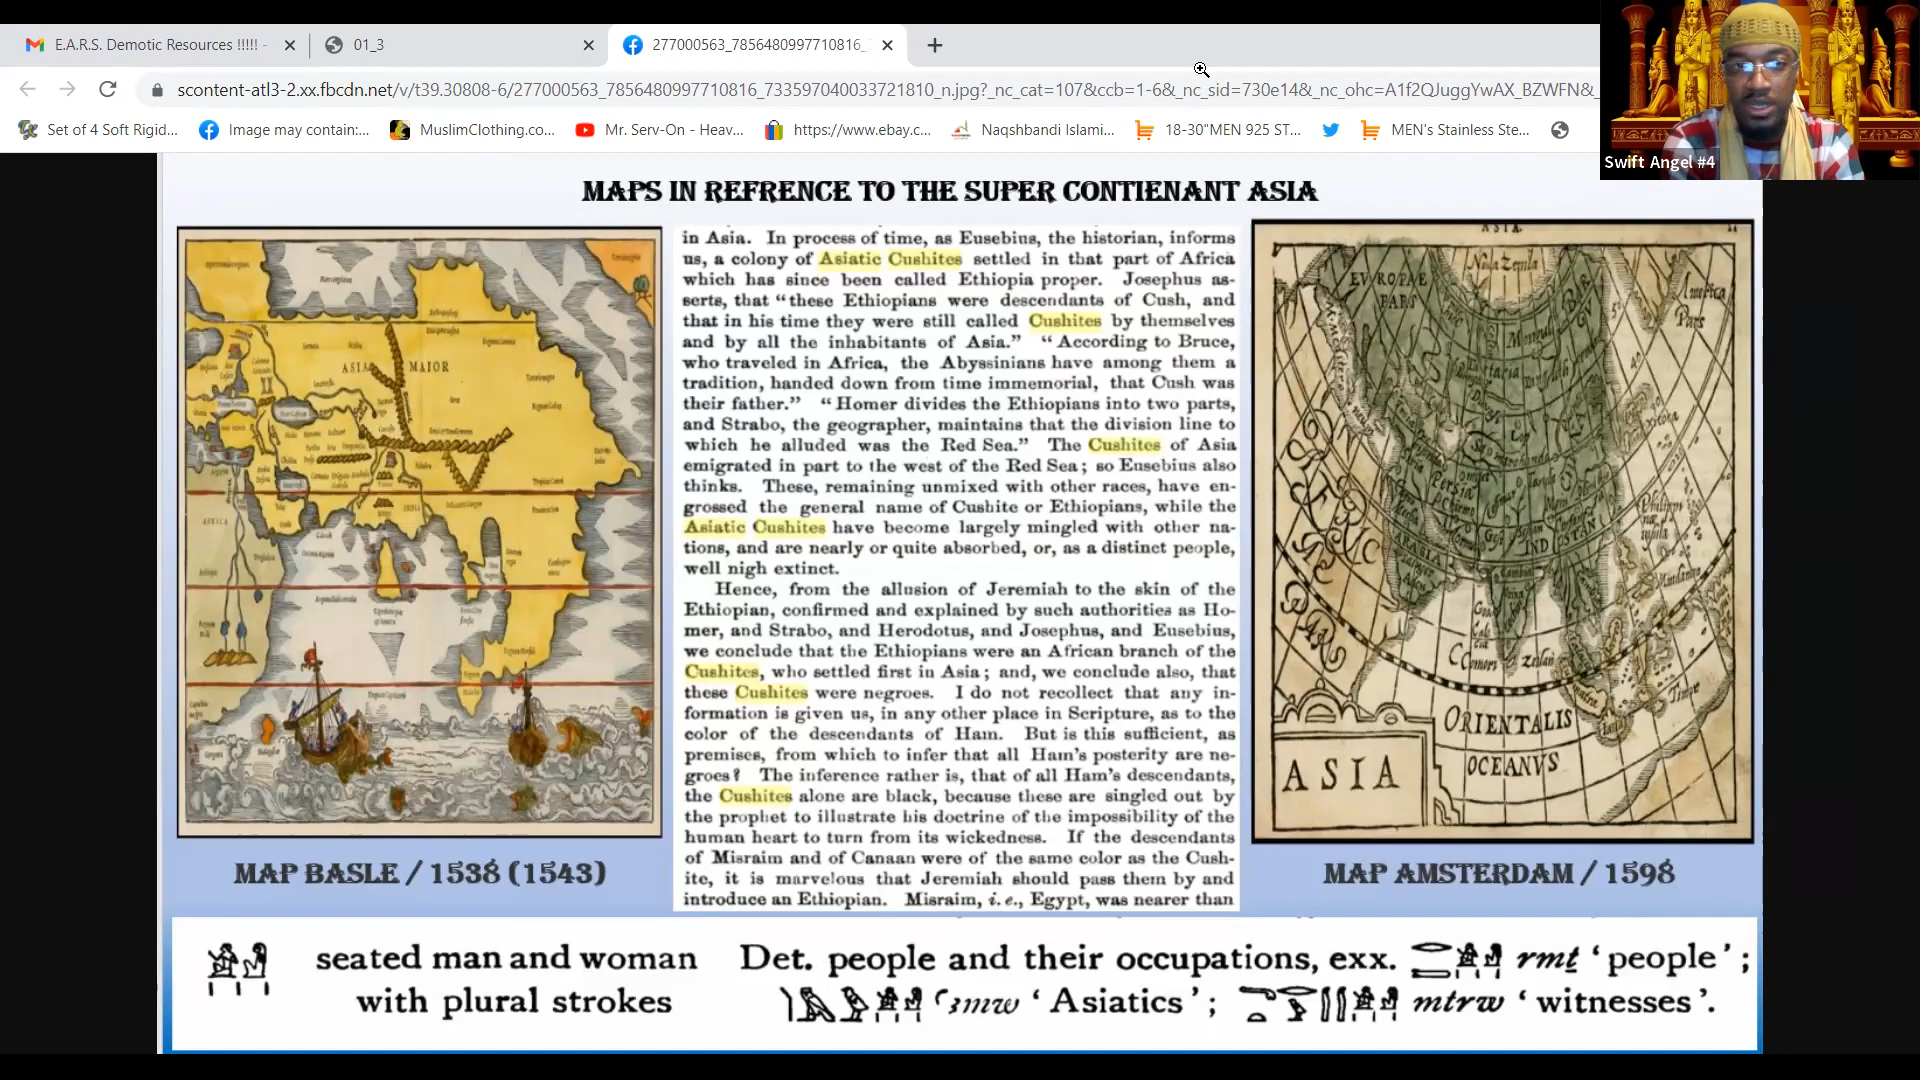 E.A.R.S. Demotic Resources !!!!! -
01_3
277000563_7856480997710816_
scontent-atl3-2.xx.fbcdn.net/v/t39.30808-6/277000563_7856480997710816_733597040033721810_n.jpg?_nc_cat=107&ccb=1-6&_nc_sid=730e14&_nc_ohc=A1f2QJuggYwAX_BZWFN&_
Set of 4 Soft Rigid...
Image may contain:...
MuslimClothing.co...
Mr. Serv-On - Heav...
https://www.ebay.c...
Naqshbandi Islami...
18-30"MEN 925 ST...
MEN's Stainless Ste...
Swift Angel #4
MAPS IN REFRENCE TO THE SUPER CONTIENANT ASIA
ASIA MAIOR
AFRICA
MAP BASLE / 1538 (1543)
in Asia. In process of time, as Eusebius, the historian, informs
us, a colony of Asiatic Cushites settled in that part of Africa
which has since been called Ethiopia proper. Josephus as-
serts, that "these Ethiopians were descendants of Cush, and
that in his time they were still called Cushites by themselves
and by all the inhabitants of Asia." "According to Bruce,
who traveled in Africa, the Abyssinians have among them a
tradition, handed down from time immemorial, that Cush was
their father." "Homer divides the Ethiopians into two parts,
and Strabo, the geographer, maintains that the division line to
which he alluded was the Red Sea." The Cushites of Asia
emigrated in part to the west of the Red Sea; so Eusebius also
thinks. These, remaining unmixed with other races, have en-
grossed the general name of Cushite or Ethiopians, while the
Asiatic Cushites have become largely mingled with other na-
tions, and are nearly or quite absorbed, or, as a distinct people,
well nigh extinct.
Hence, from the allusion of Jeremiah to the skin of the
Ethiopian, confirmed and explained by such authorities as Ho-
mer, and Strabo, and Herodotus, and Josephus, and Eusebius,
we conclude that the Ethiopians were an African branch of the
Cushites, who settled first in Asia; and, we conclude also, that
these Cushites were negroes. I do not recollect that any in-
formation is given us, in any other place in Scripture, as to the
color of the descendants of Ham. But is this sufficient, as
premises, from which to infer that all Ham's posterity are ne-
groes? The inference rather is, that of all Ham's descendants,
the Cushites alone are black, because these are singled out by
the prophet to illustrate his doctrine of the impossibility of the
human heart to turn from its wickedness. If the descendants
of Misraim and of Canaan were of the same color as the Cush-
ite, it is marvelous that Jeremiah should pass them by and
introduce an Ethiopian. Misraim, i. e., Egypt, was nearer than
ASIA
EVROPAE
PARS
Nova Zemla
America
Pars
Persia
ARABIA
INDOSTAN
Comori
Zeilan
Timor
ORIENTALIS
OCEANVS
ASIA
MAP AMSTERDAM / 1598
seated man and woman
with plural strokes
Det. people and their occupations, exx. rmṯ 'people';
ꜥꜣmw 'Asiatics'; mtrw 'witnesses'.